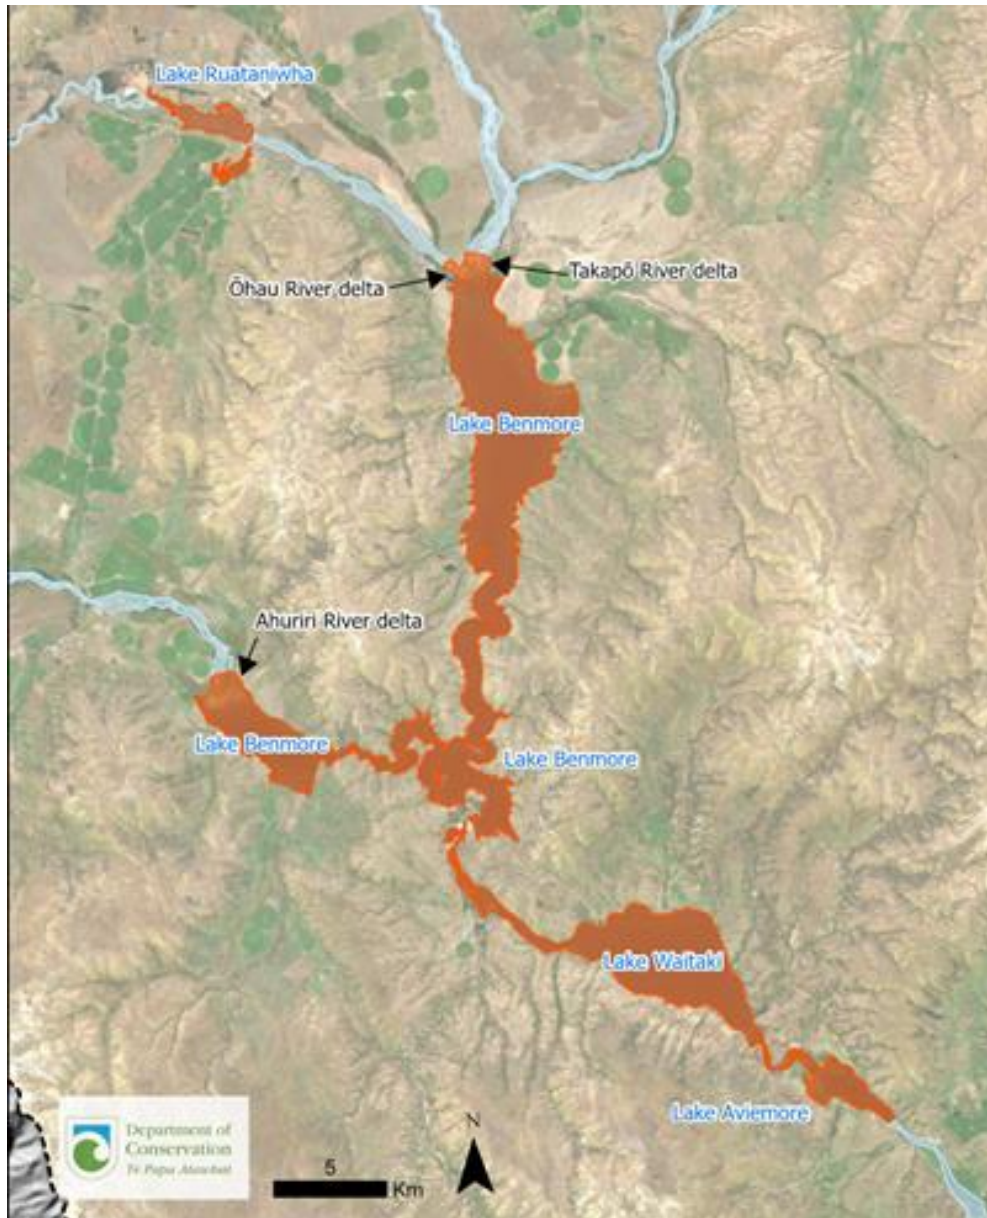 Lake Ruataniwha
Ōhau River delta
Takapō River delta
Lake Benmore
Ahuriri River delta
Lake Benmore
Lake Benmore
Lake Waitaki
Lake Aviemore
Department of
Conservation
Te Papa Atawhai
5
Km
N